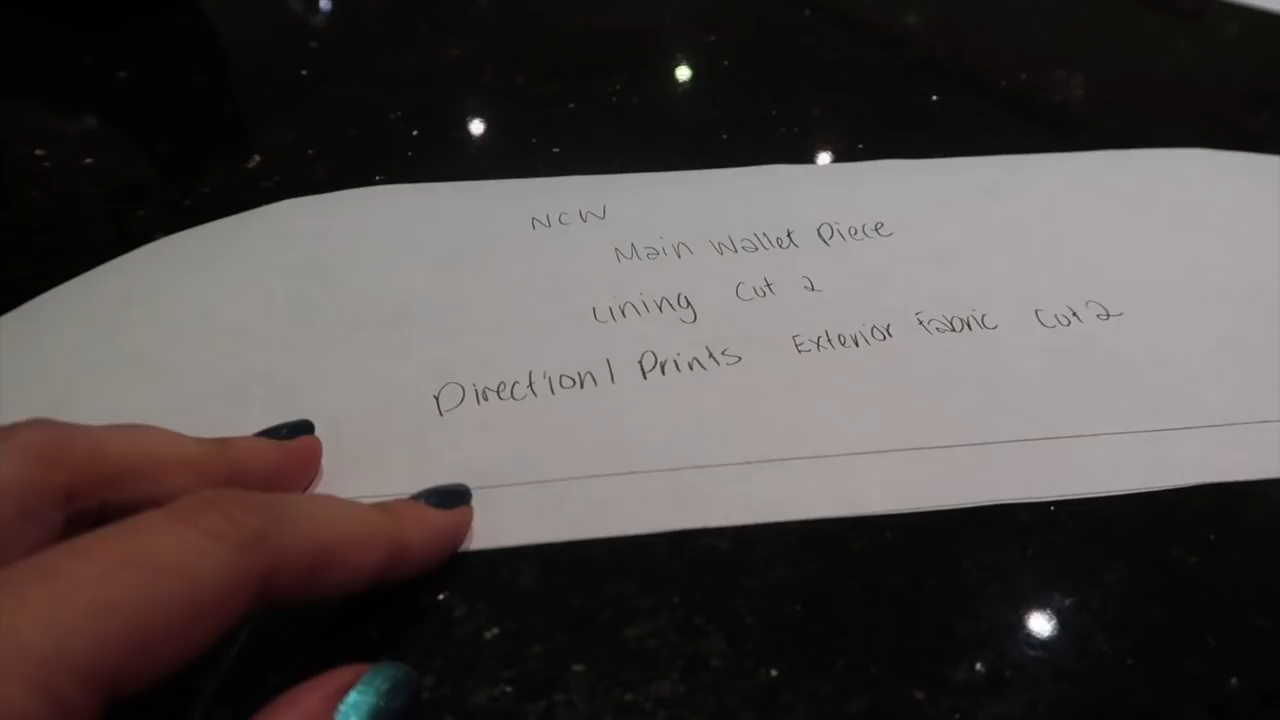 NCW
Main Wallet Piece
Lining Cut 2
Direction1 Prints Exterior Fabric Cut 2